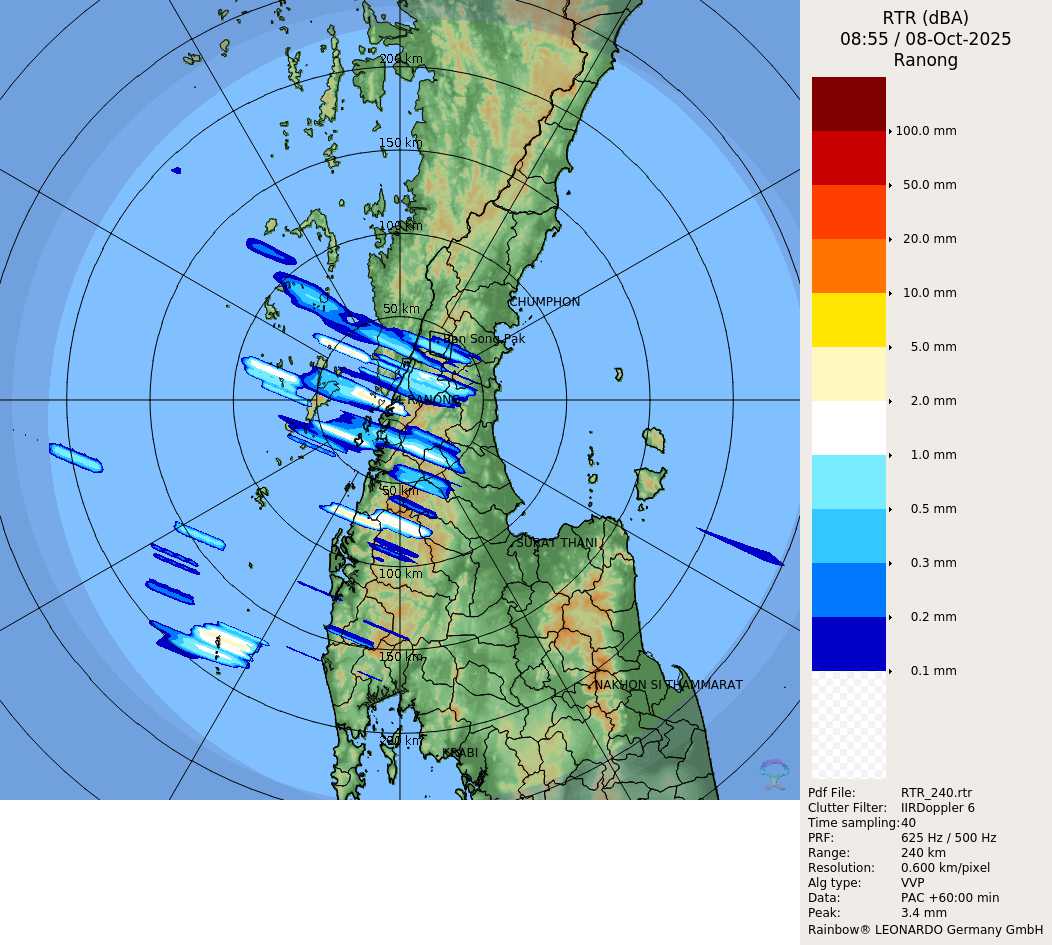 RTR (dBA)
08:55 / 08-Oct-2025
Ranong
200 km
150 km
100 km
50 km
CHUMPHON
Ban Song Pak
RANONG
50 km
SURAT THANI
100 km
150 km
NAKHON SI THAMMARAT
200 km
KRABI
100.0 mm
50.0 mm
20.0 mm
10.0 mm
5.0 mm
2.0 mm
1.0 mm
0.5 mm
0.3 mm
0.2 mm
0.1 mm
Pdf File: RTR_240.rtr
Clutter Filter: IIRDoppler 6
Time sampling:40
PRF: 625 Hz / 500 Hz
Range: 240 km
Resolution: 0.600 km/pixel
Alg type: VVP
Data: PAC +60:00 min
Peak: 3.4 mm
Rainbow® LEONARDO Germany GmbH